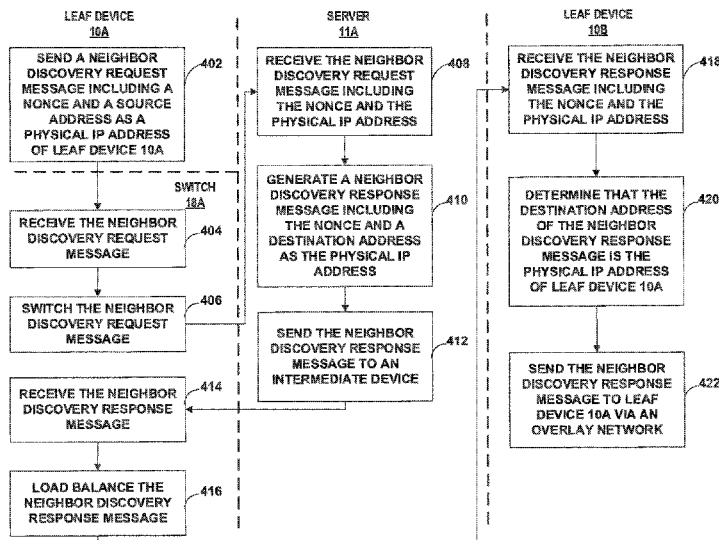 LEAF DEVICE
10A
SEND A NEIGHBOR
DISCOVERY REQUEST
MESSAGE INCLUDING A
NONCE AND A SOURCE
ADDRESS AS A
PHYSICAL IP ADDRESS
OF LEAF DEVICE 10A
402
SWITCH
18A
RECEIVE THE NEIGHBOR
DISCOVERY REQUEST
MESSAGE
404
SWITCH THE NEIGHBOR
DISCOVERY REQUEST
MESSAGE
406
RECEIVE THE NEIGHBOR
DISCOVERY RESPONSE
MESSAGE
414
LOAD BALANCE THE
NEIGHBOR DISCOVERY
RESPONSE MESSAGE
416
SERVER
11A
RECEIVE THE NEIGHBOR
DISCOVERY REQUEST
MESSAGE INCLUDING
THE NONCE AND THE
PHYSICAL IP ADDRESS
408
GENERATE A NEIGHBOR
DISCOVERY RESPONSE
MESSAGE INCLUDING
THE NONCE AND A
DESTINATION ADDRESS
AS THE PHYSICAL IP
ADDRESS
410
SEND THE NEIGHBOR
DISCOVERY RESPONSE
MESSAGE TO AN
INTERMEDIATE DEVICE
412
LEAF DEVICE
10B
RECEIVE THE NEIGHBOR
DISCOVERY RESPONSE
MESSAGE INCLUDING
THE NONCE AND THE
PHYSICAL IP ADDRESS
418
DETERMINE THAT THE
DESTINATION ADDRESS
OF THE NEIGHBOR
DISCOVERY RESPONSE
MESSAGE IS THE
PHYSICAL IP ADDRESS
OF LEAF DEVICE 10A
420
SEND THE NEIGHBOR
DISCOVERY RESPONSE
MESSAGE TO LEAF
DEVICE 10A VIA AN
OVERLAY NETWORK
422